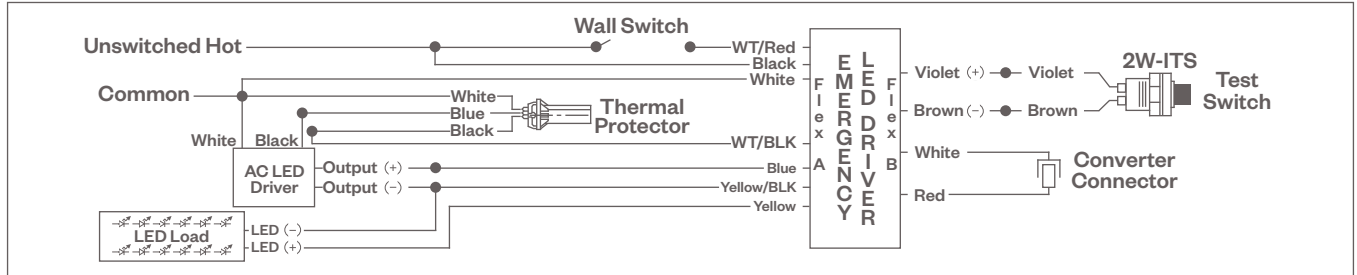 Wall Switch
Unswitched Hot
WT/Red
Black
White
Common
White
Blue
Black
Thermal
Protector
White
Black
WT/BLK
AC LED
Driver
Output (+)
Output (-)
Blue
Yellow/BLK
Yellow
LED Load
LED (-)
LED (+)
Flex A
EMERGENCY
LED DRIVER
Flex B
Violet (+)
Violet
2W-ITS
Test
Switch
Brown (-)
Brown
White
Red
Converter
Connector